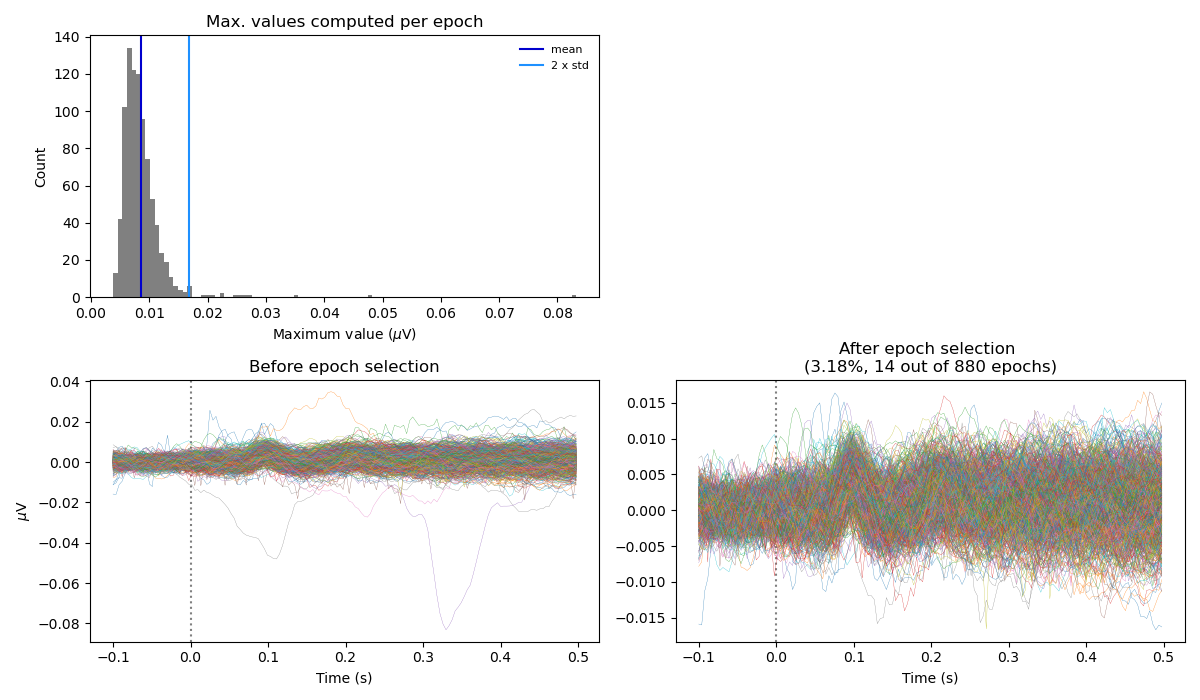 Max. values computed per epoch
140
120
100
80
60
40
20
0
Count
mean
2 x std
0.00 0.01 0.02 0.03 0.04 0.05 0.06 0.07 0.08
Maximum value (μV)
Before epoch selection
0.04
0.02
0.00
−0.02
−0.04
−0.06
−0.08
μV
−0.1 0.0 0.1 0.2 0.3 0.4 0.5
Time (s)
After epoch selection
(3.18%, 14 out of 880 epochs)
0.015
0.010
0.005
0.000
−0.005
−0.010
−0.015
−0.1 0.0 0.1 0.2 0.3 0.4 0.5
Time (s)